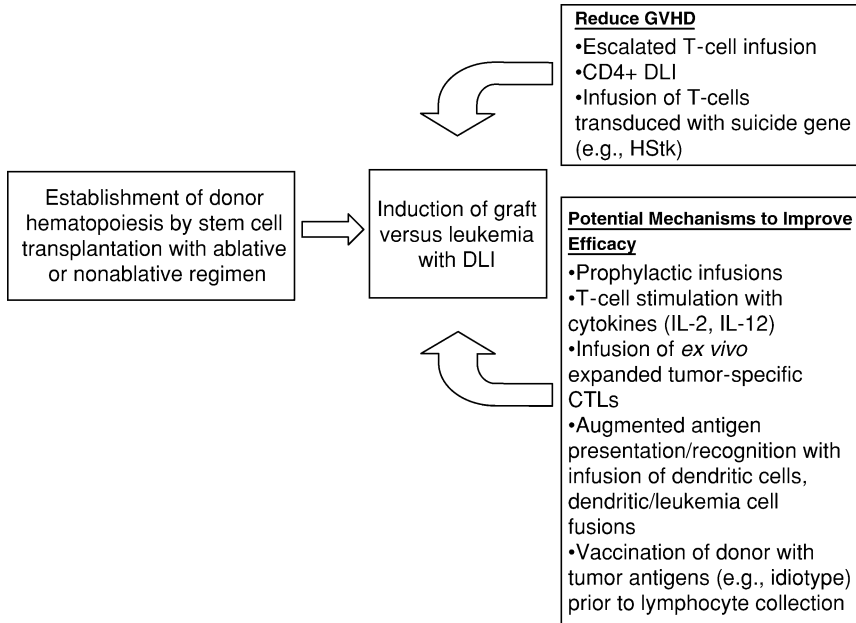 Establishment of donor
hematopoiesis by stem cell
transplantation with ablative
or nonablative regimen
Induction of graft
versus leukemia
with DLI
Reduce GVHD
•Escalated T-cell infusion
•CD4+ DLI
•Infusion of T-cells
transduced with suicide gene
(e.g., HStk)
Potential Mechanisms to Improve
Efficacy
•Prophylactic infusions
•T-cell stimulation with
cytokines (IL-2, IL-12)
•Infusion of ex vivo
expanded tumor-specific
CTLs
•Augmented antigen
presentation/recognition with
infusion of dendritic cells,
dendritic/leukemia cell
fusions
•Vaccination of donor with
tumor antigens (e.g., idiotype)
prior to lymphocyte collection